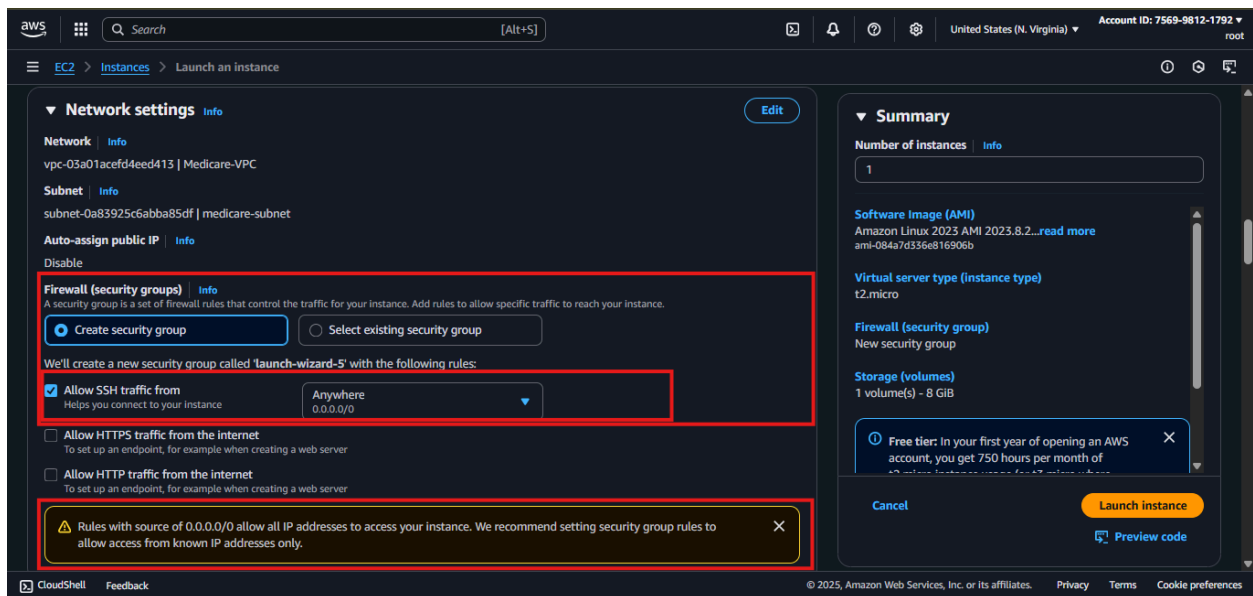 aws
Search [Alt+S]
United States (N. Virginia) ▼
Account ID: 7569-9812-1792 ▼
root
EC2 > Instances > Launch an instance
▼ Network settings Info
Edit
Network | Info
vpc-03a01acefd4eed413 | Medicare-VPC
Subnet | Info
subnet-0a83925c6abba85df | medicare-subnet
Auto-assign public IP | Info
Disable
Firewall (security groups) | Info
A security group is a set of firewall rules that control the traffic for your instance. Add rules to allow specific traffic to reach your instance.
Create security group
Select existing security group
We'll create a new security group called 'launch-wizard-5' with the following rules:
Allow SSH traffic from
Helps you connect to your instance
Anywhere
0.0.0.0/0
Allow HTTPS traffic from the internet
To set up an endpoint, for example when creating a web server
Allow HTTP traffic from the internet
To set up an endpoint, for example when creating a web server
Rules with source of 0.0.0.0/0 allow all IP addresses to access your instance. We recommend setting security group rules to
allow access from known IP addresses only.
▼ Summary
Number of instances | Info
1
Software Image (AMI)
Amazon Linux 2023 AMI 2023.8.2...read more
ami-084a7d336e816906b
Virtual server type (instance type)
t2.micro
Firewall (security group)
New security group
Storage (volumes)
1 volume(s) - 8 GiB
Free tier: In your first year of opening an AWS
account, you get 750 hours per month of
t2.micro instance usage (or t3.micro where
Cancel
Launch instance
Preview code
CloudShell Feedback
© 2025, Amazon Web Services, Inc. or its affiliates. Privacy Terms Cookie preferences